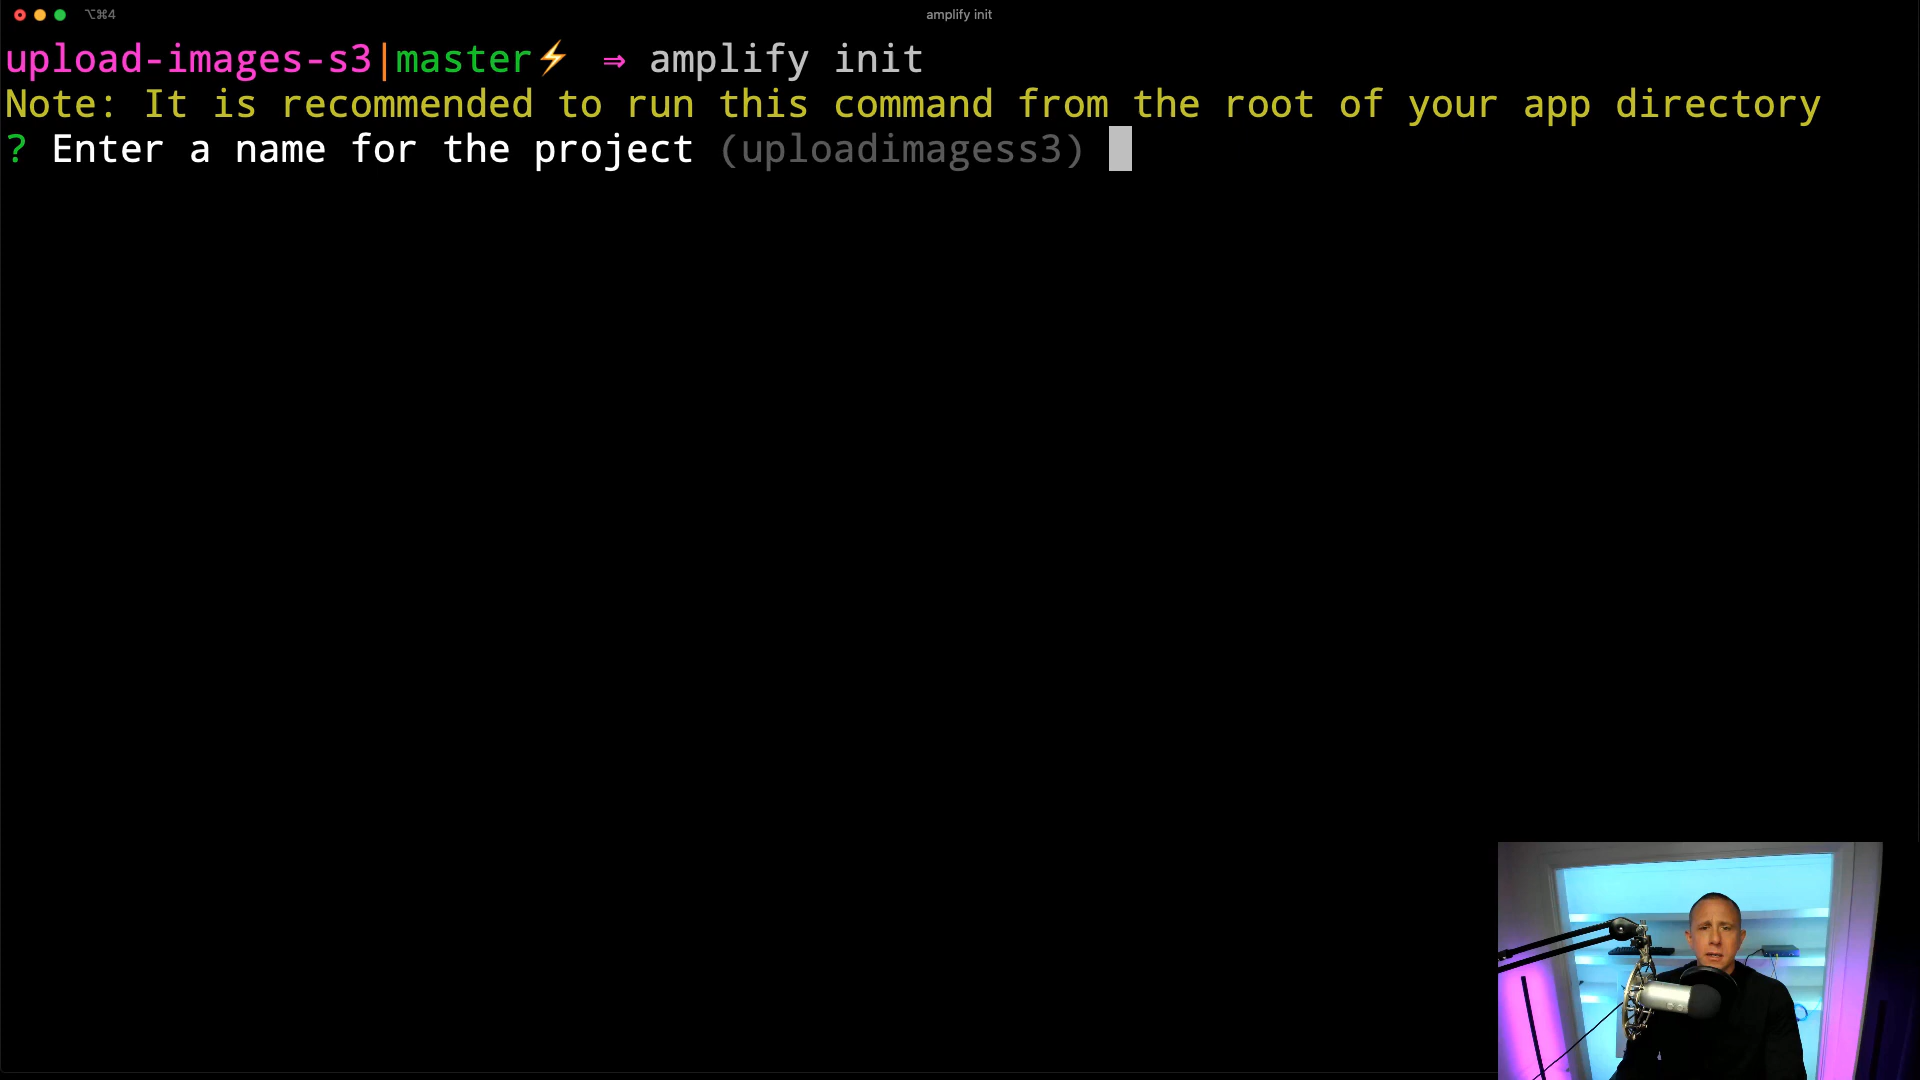 ⌥⌘4
amplify init
upload-images-s3|master⚡ ⇒ amplify init
Note: It is recommended to run this command from the root of your app directory
? Enter a name for the project (uploadimagess3)